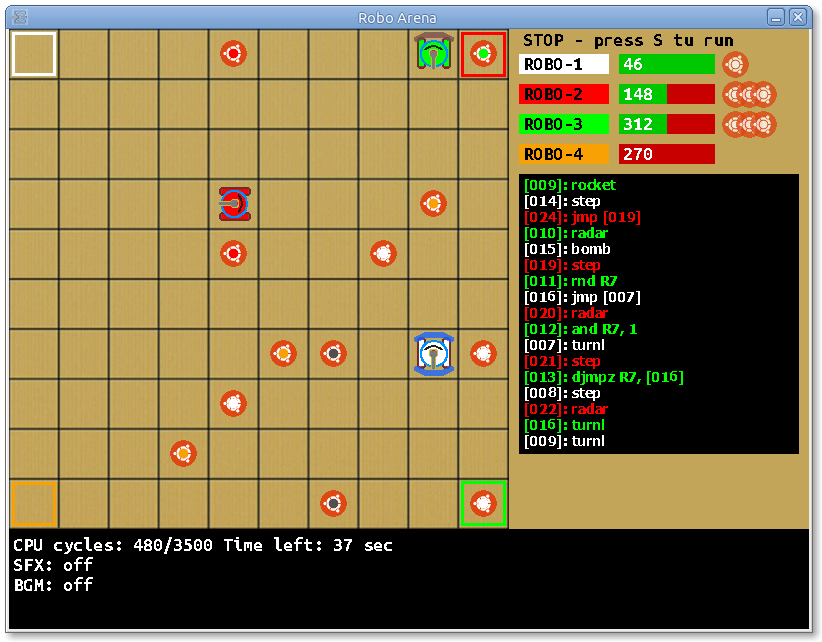 Robo Arena
STOP - press S tu run
ROBO-1 46
ROBO-2 148
ROBO-3 312
ROBO-4 270
[009]: rocket
[014]: step
[024]: jmp [019]
[010]: radar
[015]: bomb
[019]: step
[011]: rnd R7
[016]: jmp [007]
[020]: radar
[012]: and R7, 1
[007]: turnl
[021]: step
[013]: djmpz R7, [016]
[008]: step
[022]: radar
[016]: turnl
[009]: turnl
CPU cycles: 480/3500 Time left: 37 sec
SFX: off
BGM: off